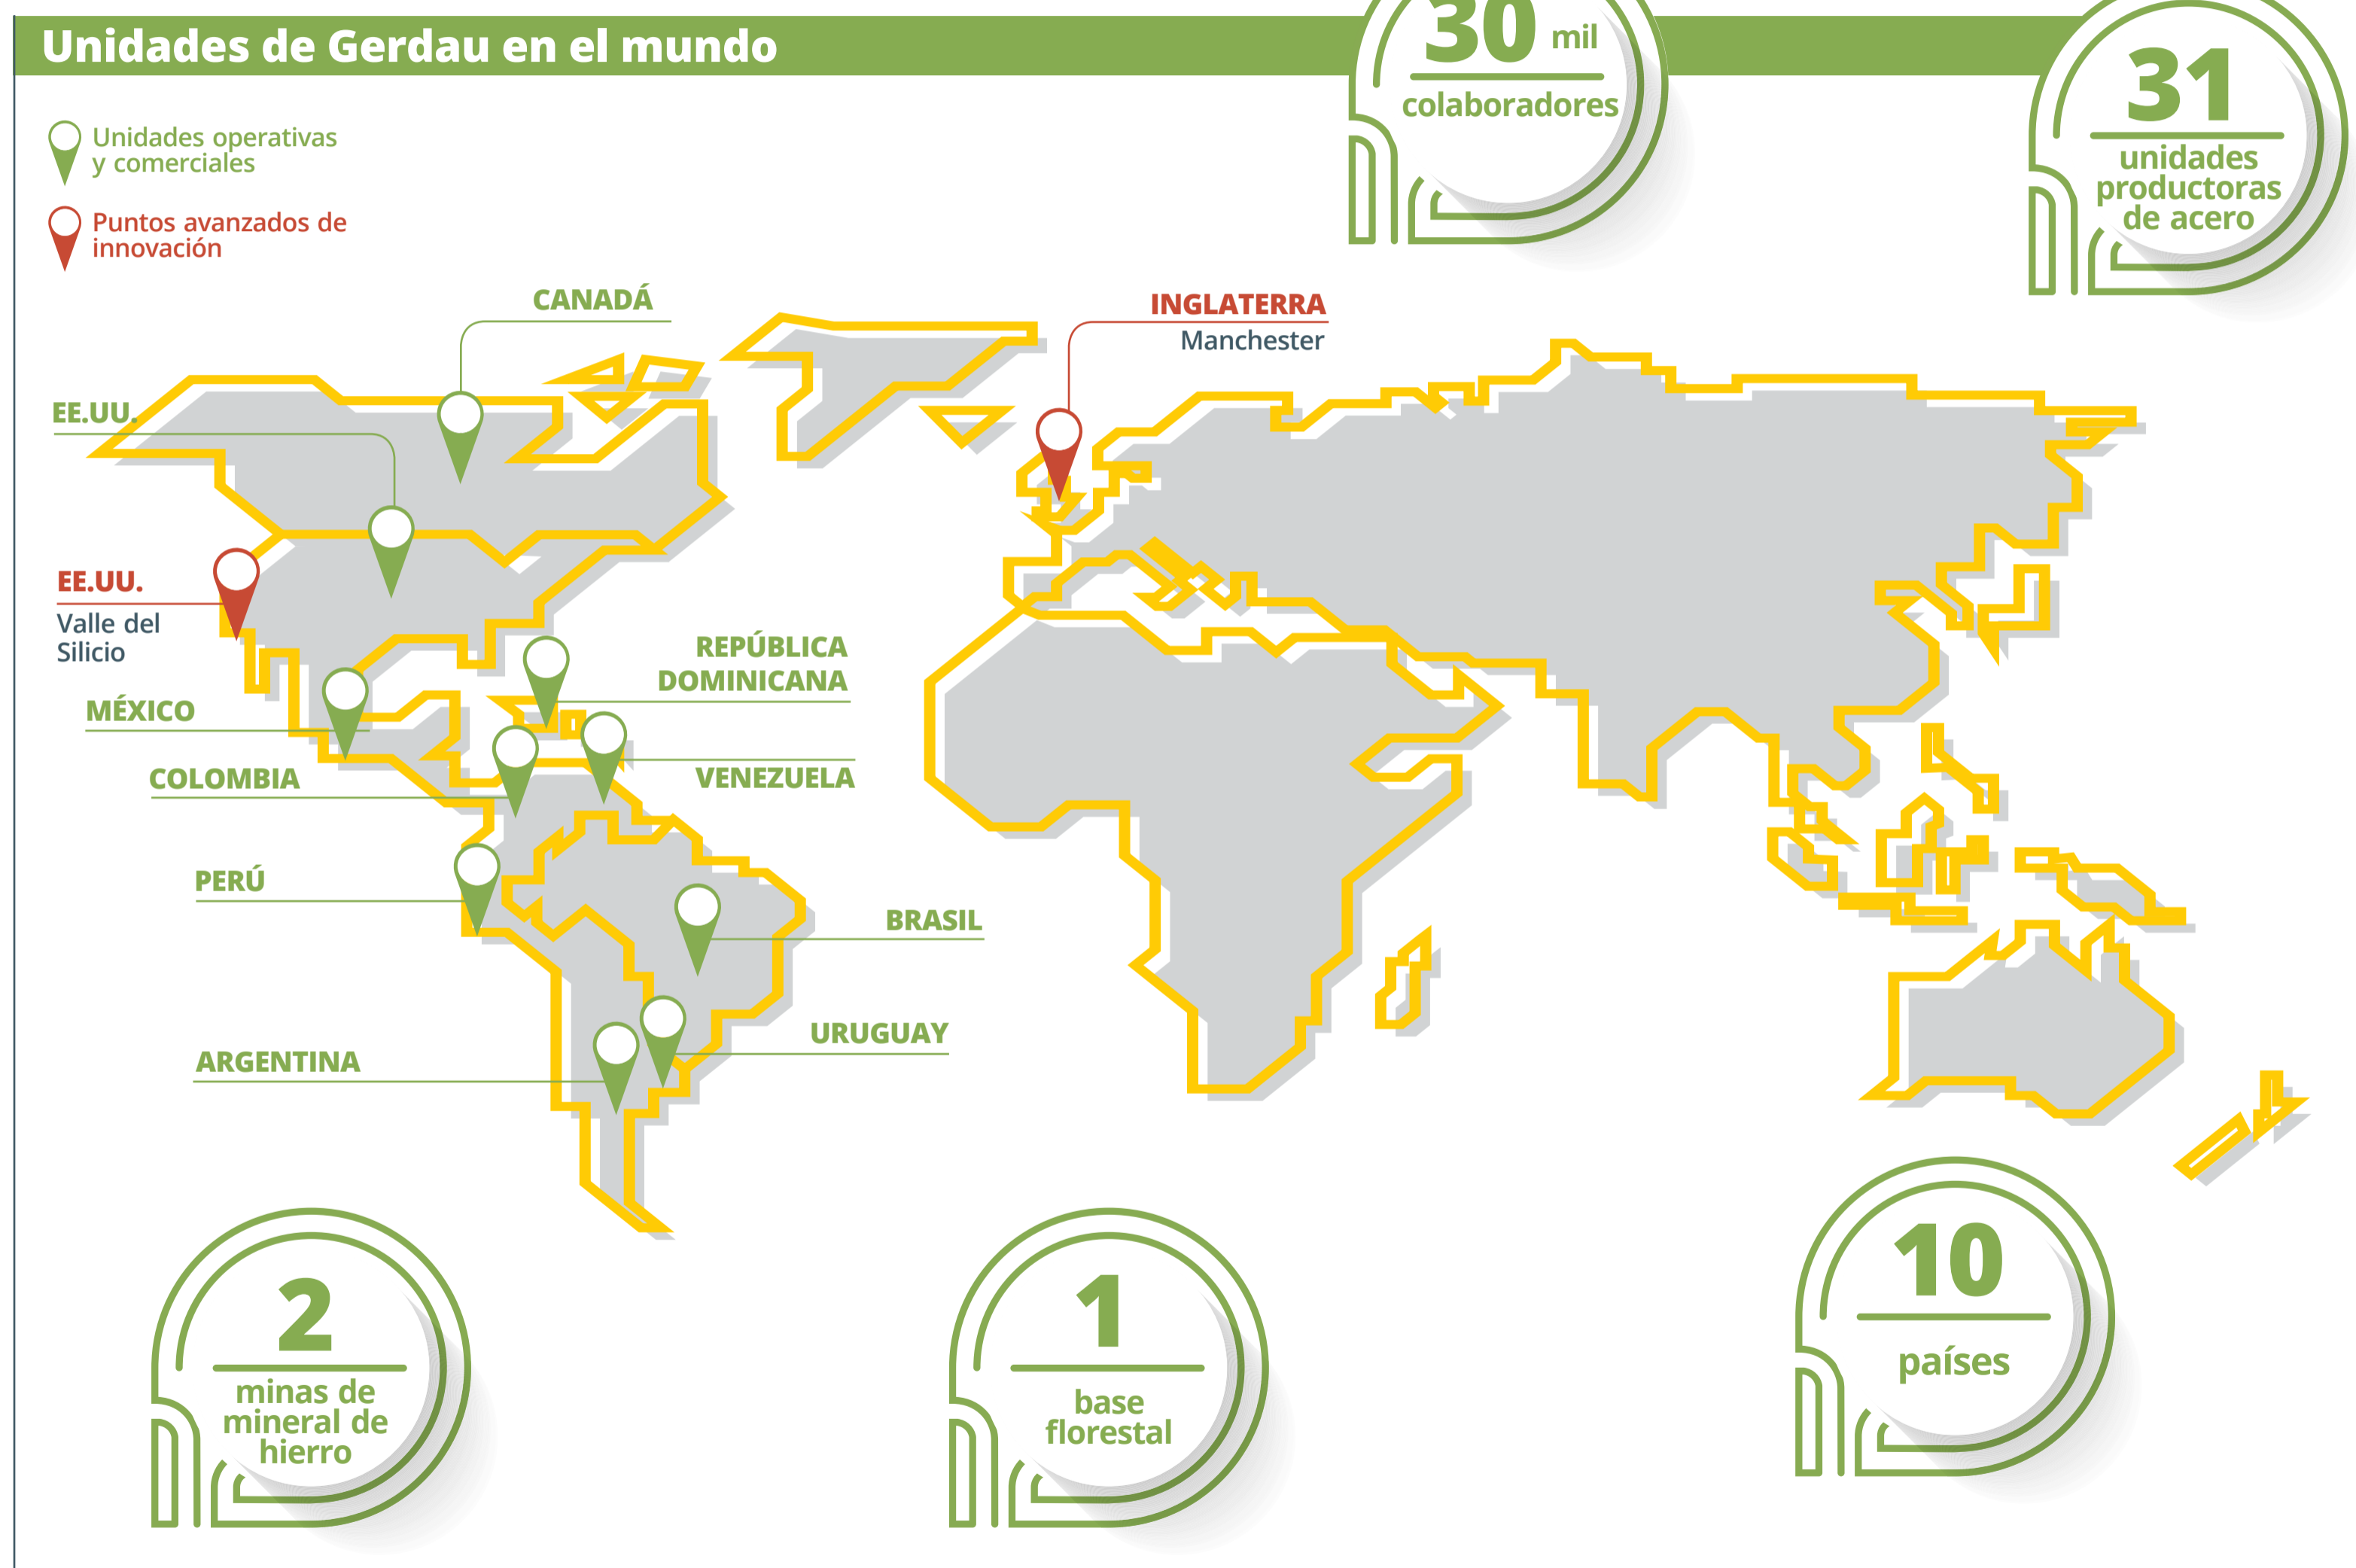 Unidades de Gerdau en el mundo
30 mil
colaboradores
31
unidades
productoras
de acero
Unidades operativas
y comerciales
Puntos avanzados de
innovación
CANADÁ
INGLATERRA
Manchester
EE.UU.
EE.UU.
Valle del
Silicio
REPÚBLICA
DOMINICANA
MÉXICO
COLOMBIA
VENEZUELA
PERÚ
BRASIL
URUGUAY
ARGENTINA
2
minas de
mineral de
hierro
1
base
florestal
10
países